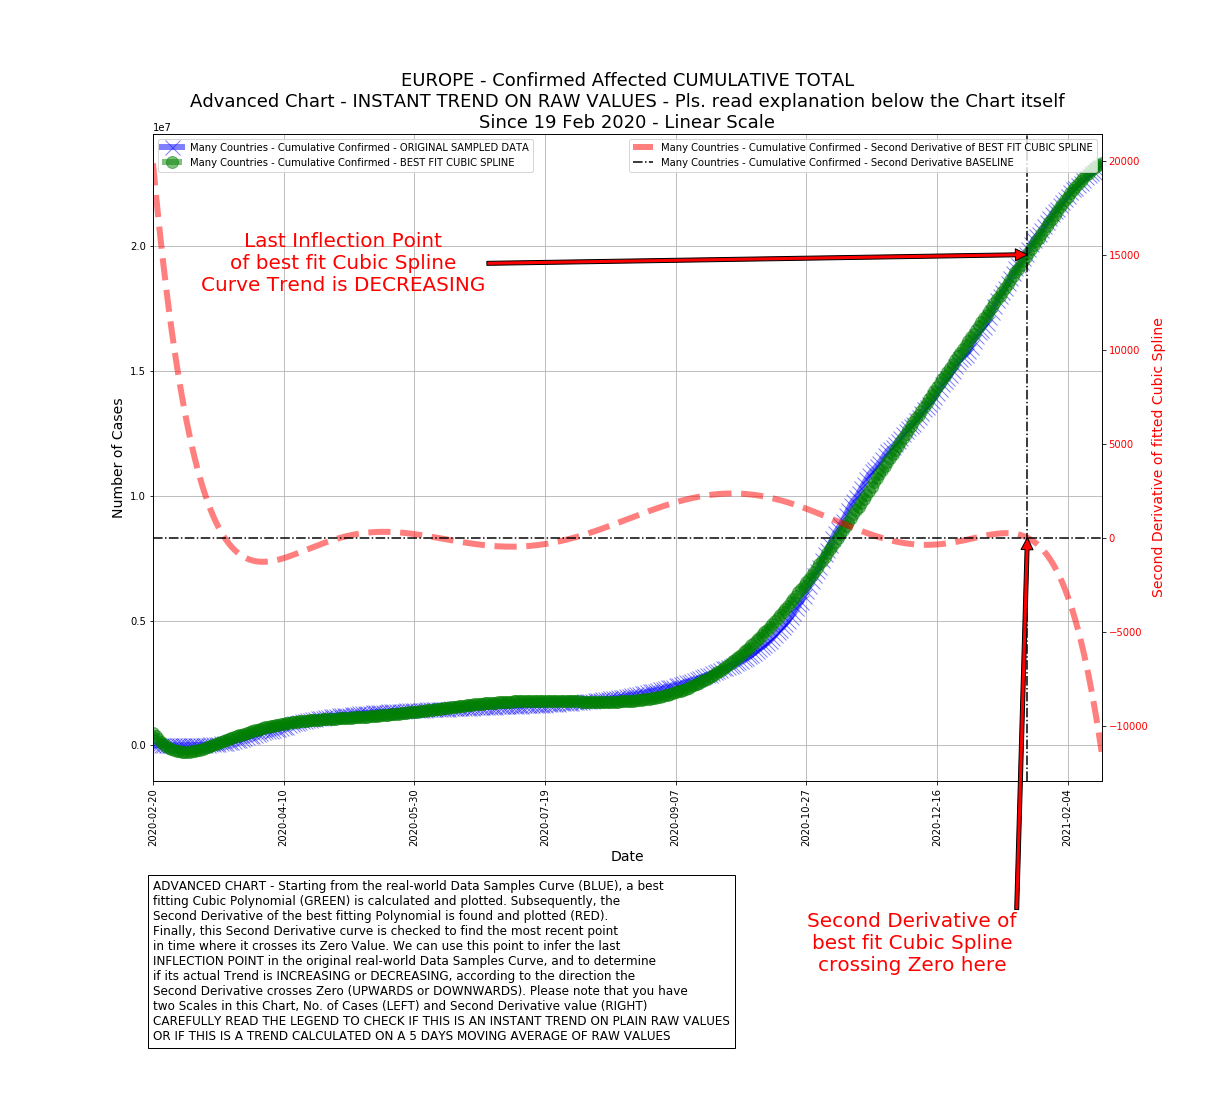 EUROPE - Confirmed Affected CUMULATIVE TOTAL
Advanced Chart - INSTANT TREND ON RAW VALUES - Pls. read explanation below the Chart itself
Since 19 Feb 2020 - Linear Scale
1e7
Many Countries - Cumulative Confirmed - ORIGINAL SAMPLED DATA
Many Countries - Cumulative Confirmed - BEST FIT CUBIC SPLINE
Many Countries - Cumulative Confirmed - Second Derivative of BEST FIT CUBIC SPLINE
Many Countries - Cumulative Confirmed - Second Derivative BASELINE
Last Inflection Point
of best fit Cubic Spline
Curve Trend is DECREASING
Number of Cases
2.0
1.5
1.0
0.5
0.0
20000
15000
10000
5000
0
−5000
−10000
Second Derivative of fitted Cubic Spline
2020-02-20
2020-04-10
2020-05-30
2020-07-19
2020-09-07
2020-10-27
2020-12-16
2021-02-04
Date
Second Derivative of
best fit Cubic Spline
crossing Zero here
ADVANCED CHART - Starting from the real-world Data Samples Curve (BLUE), a best
fitting Cubic Polynomial (GREEN) is calculated and plotted. Subsequently, the
Second Derivative of the best fitting Polynomial is found and plotted (RED).
Finally, this Second Derivative curve is checked to find the most recent point
in time where it crosses its Zero Value. We can use this point to infer the last
INFLECTION POINT in the original real-world Data Samples Curve, and to determine
if its actual Trend is INCREASING or DECREASING, according to the direction the
Second Derivative crosses Zero (UPWARDS or DOWNWARDS). Please note that you have
two Scales in this Chart, No. of Cases (LEFT) and Second Derivative value (RIGHT)
CAREFULLY READ THE LEGEND TO CHECK IF THIS IS AN INSTANT TREND ON PLAIN RAW VALUES
OR IF THIS IS A TREND CALCULATED ON A 5 DAYS MOVING AVERAGE OF RAW VALUES